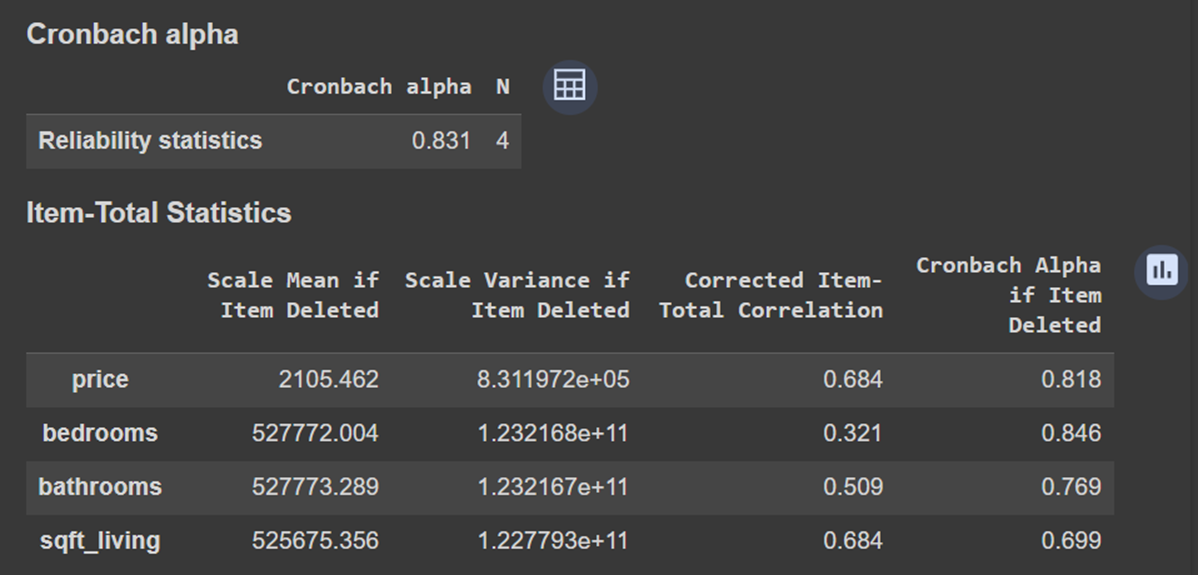 Cronbach alpha
Cronbach alpha N
Reliability statistics 0.831 4
Item-Total Statistics
Scale Mean if Item Deleted Scale Variance if Item Deleted Corrected Item-Total Correlation Cronbach Alpha if Item Deleted
price 2105.462 8.311972e+05 0.684 0.818
bedrooms 527772.004 1.232168e+11 0.321 0.846
bathrooms 527773.289 1.232167e+11 0.509 0.769
sqft_living 525675.356 1.227793e+11 0.684 0.699